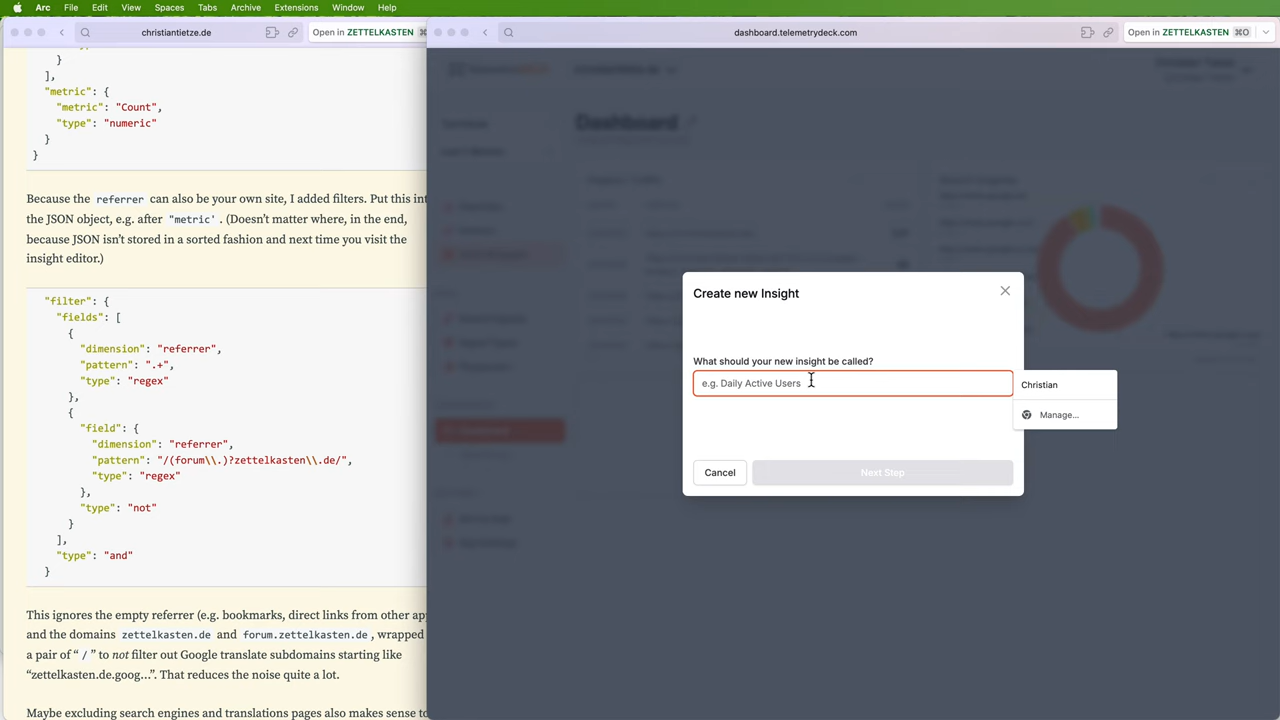 Arc File Edit View Spaces Tabs Archive Extensions Window Help
christiantietze.de
Open in ZETTELKASTEN
}
],
"metric": {
"metric": "Count",
"type": "numeric"
}
}
Because the referrer can also be your own site, I added filters. Put this
the JSON object, e.g. after "metric". (Doesn’t matter where, in the end,
because JSON isn’t stored in a sorted fashion and next time you visit the
insight editor.)
"filter": {
"fields": [
{
"dimension": "referrer",
"pattern": ".+",
"type": "regex"
},
{
"field": {
"dimension": "referrer",
"pattern": "/(forum\\.)?zettelkasten\\.de/",
"type": "regex"
},
"type": "not"
}
],
"type": "and"
}
This ignores the empty referrer (e.g. bookmarks, direct links from other
and the domains zettelkasten.de and forum.zettelkasten.de, wrapped
a pair of “/” to not filter out Google translate subdomains starting like
“zettelkasten.de.goog…”. That reduces the noise quite a lot.
Maybe excluding search engines and translations pages also makes sense to
dashboard.telemetrydeck.com
Open in ZETTELKASTEN ⌘O
Dashboard
Create new Insight
What should your new insight be called?
e.g. Daily Active Users
Christian
Manage...
Cancel
Next Step